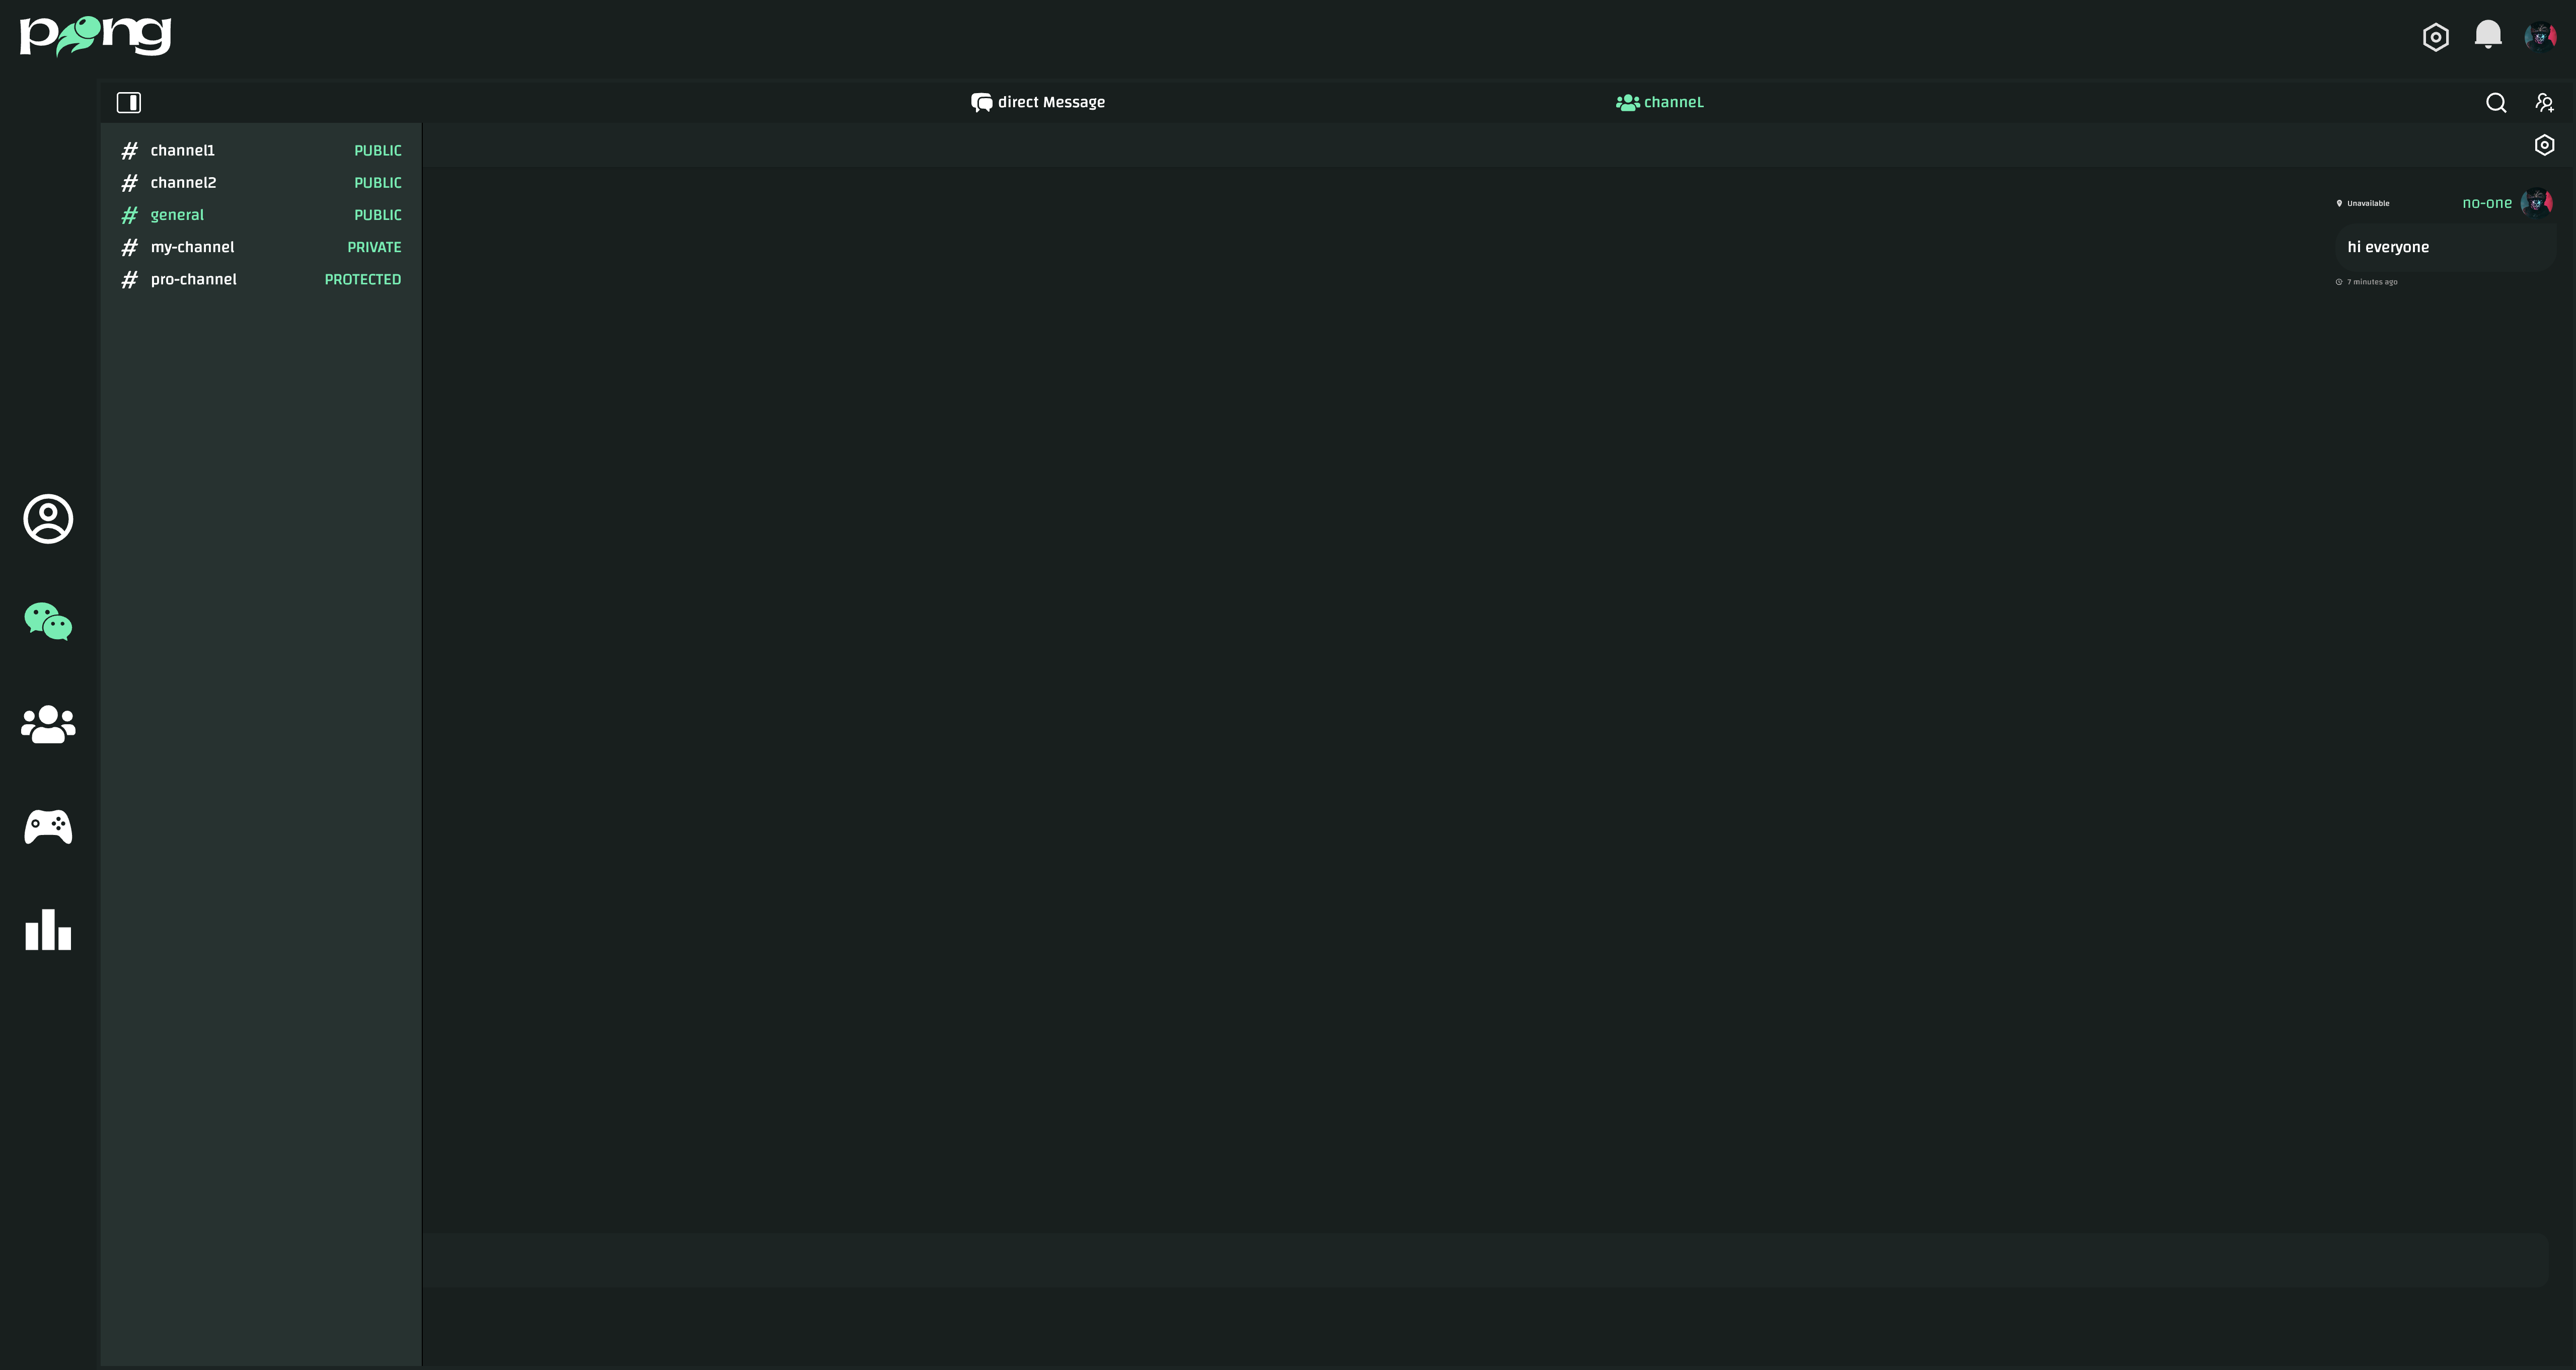 pong
direct Message
channeL
# channel1 PUBLIC
# channel2 PUBLIC
# general PUBLIC
# my-channel PRIVATE
# pro-channel PROTECTED
Unavailable no-one
hi everyone
7 minutes ago